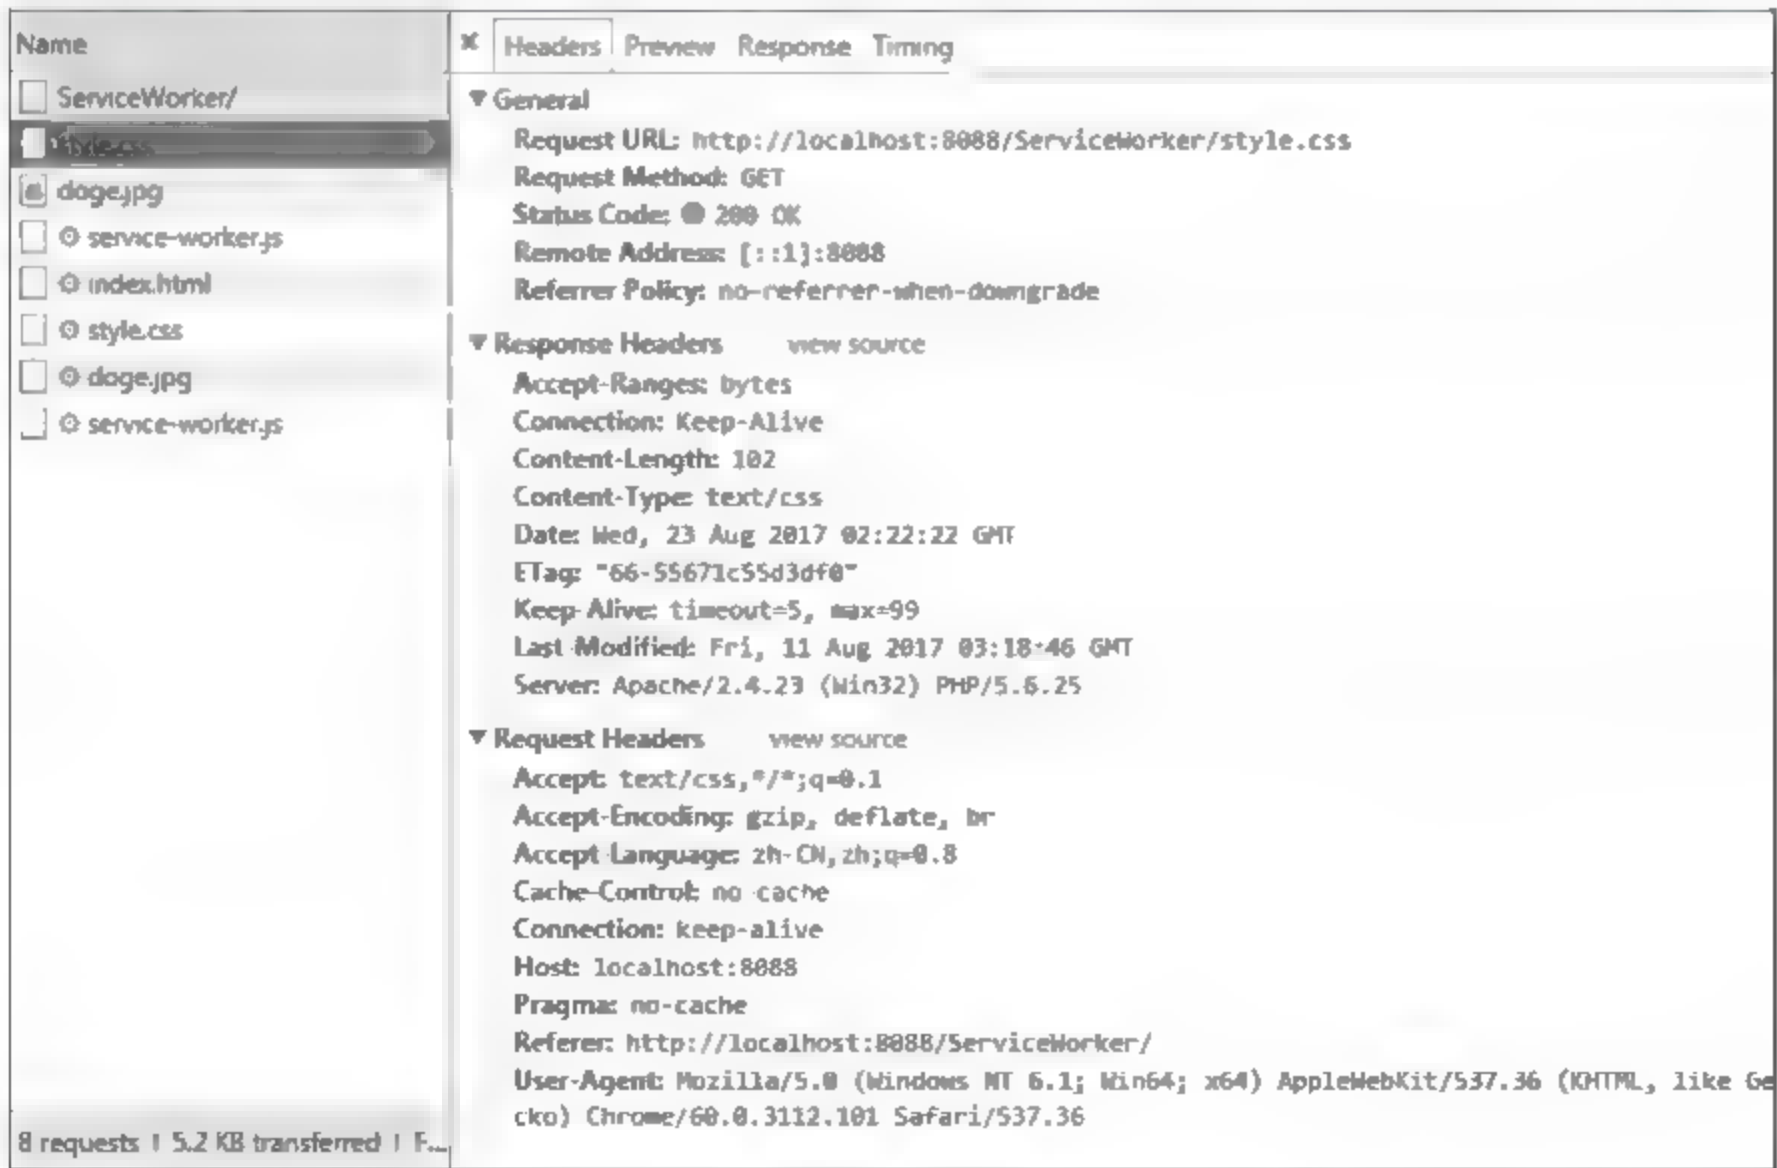 Name
ServiceWorker/
style.css
doge.jpg
service-worker.js
index.html
style.css
doge.jpg
service-worker.js
8 requests | 5.2 KB transferred | F...
× Headers Preview Response Timing
▼ General
Request URL: http://localhost:8088/ServiceWorker/style.css
Request Method: GET
Status Code: 200 OK
Remote Address: [::1]:8088
Referrer Policy: no-referrer-when-downgrade
▼ Response Headers view source
Accept-Ranges: bytes
Connection: Keep-Alive
Content-Length: 102
Content-Type: text/css
Date: Wed, 23 Aug 2017 02:22:22 GMT
ETag: "66-55671c55d3df0"
Keep-Alive: timeout=5, max=99
Last-Modified: Fri, 11 Aug 2017 03:18:46 GMT
Server: Apache/2.4.23 (Win32) PHP/5.6.25
▼ Request Headers view source
Accept: text/css,*/*;q=0.1
Accept-Encoding: gzip, deflate, br
Accept-Language: zh-CN,zh;q=0.8
Cache-Control: no-cache
Connection: keep-alive
Host: localhost:8088
Pragma: no-cache
Referer: http://localhost:8088/ServiceWorker/
User-Agent: Mozilla/5.0 (Windows NT 6.1; Win64; x64) AppleWebKit/537.36 (KHTML, like Ge
cko) Chrome/60.0.3112.101 Safari/537.36